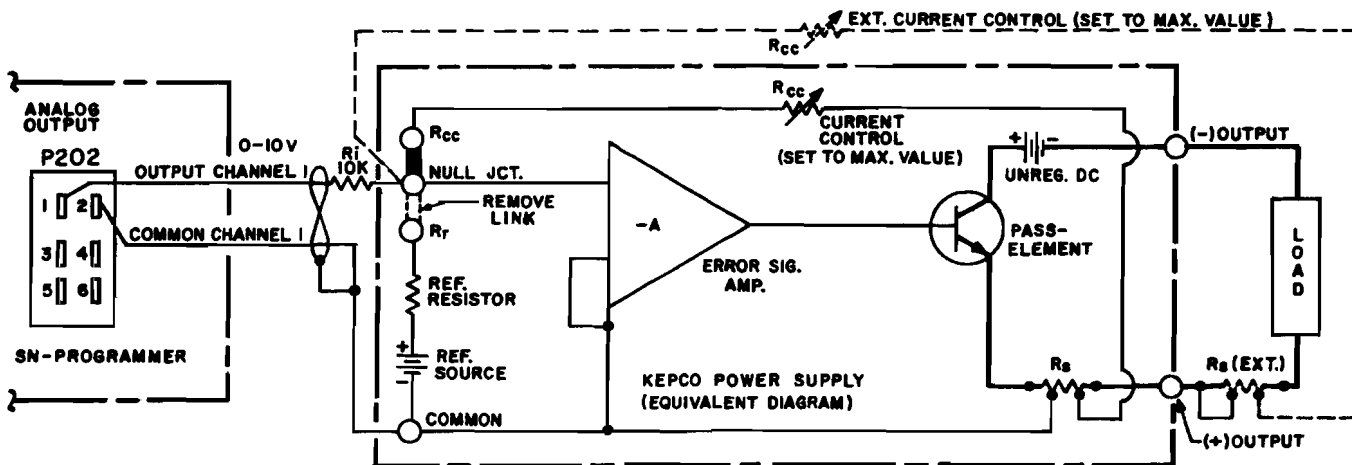 EXT. CURRENT CONTROL (SET TO MAX. VALUE)
Rcc
ANALOG
OUTPUT
P202
1 2
3 4
5 6
SN-PROGRAMMER
OUTPUT CHANNEL 1
COMMON CHANNEL 1
0-10V
Ri
10K
Rcc
NULL JCT.
REMOVE
LINK
Rr
REF.
RESISTOR
+
REF.
SOURCE
-
COMMON
Rcc
CURRENT
CONTROL
(SET TO MAX. VALUE)
-A
ERROR SIG.
AMP.
KEPCO POWER SUPPLY
(EQUIVALENT DIAGRAM)
+ -
UNREG. DC
PASS-
ELEMENT
Rs
(-) OUTPUT
LOAD
Rs (EXT.)
(+) OUTPUT